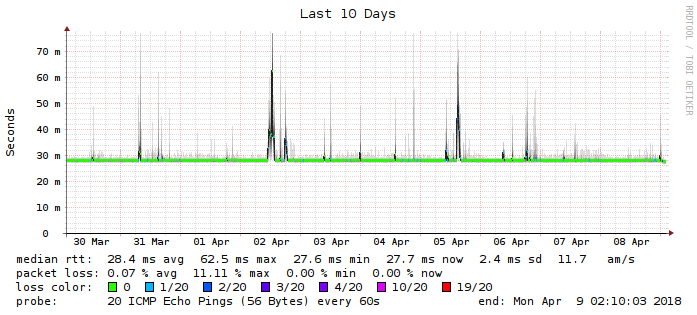 Last 10 Days
RRDTOOL / TOBI OETIKER
Seconds
70 m
60 m
50 m
40 m
30 m
20 m
10 m
0
30 Mar 31 Mar 01 Apr 02 Apr 03 Apr 04 Apr 05 Apr 06 Apr 07 Apr 08 Apr
median rtt: 28.4 ms avg 62.5 ms max 27.6 ms min 27.7 ms now 2.4 ms sd 11.7 am/s
packet loss: 0.07 % avg 11.11 % max 0.00 % min 0.00 % now
loss color: 0 1/20 2/20 3/20 4/20 10/20 19/20
probe: 20 ICMP Echo Pings (56 Bytes) every 60s end: Mon Apr 9 02:10:03 2018